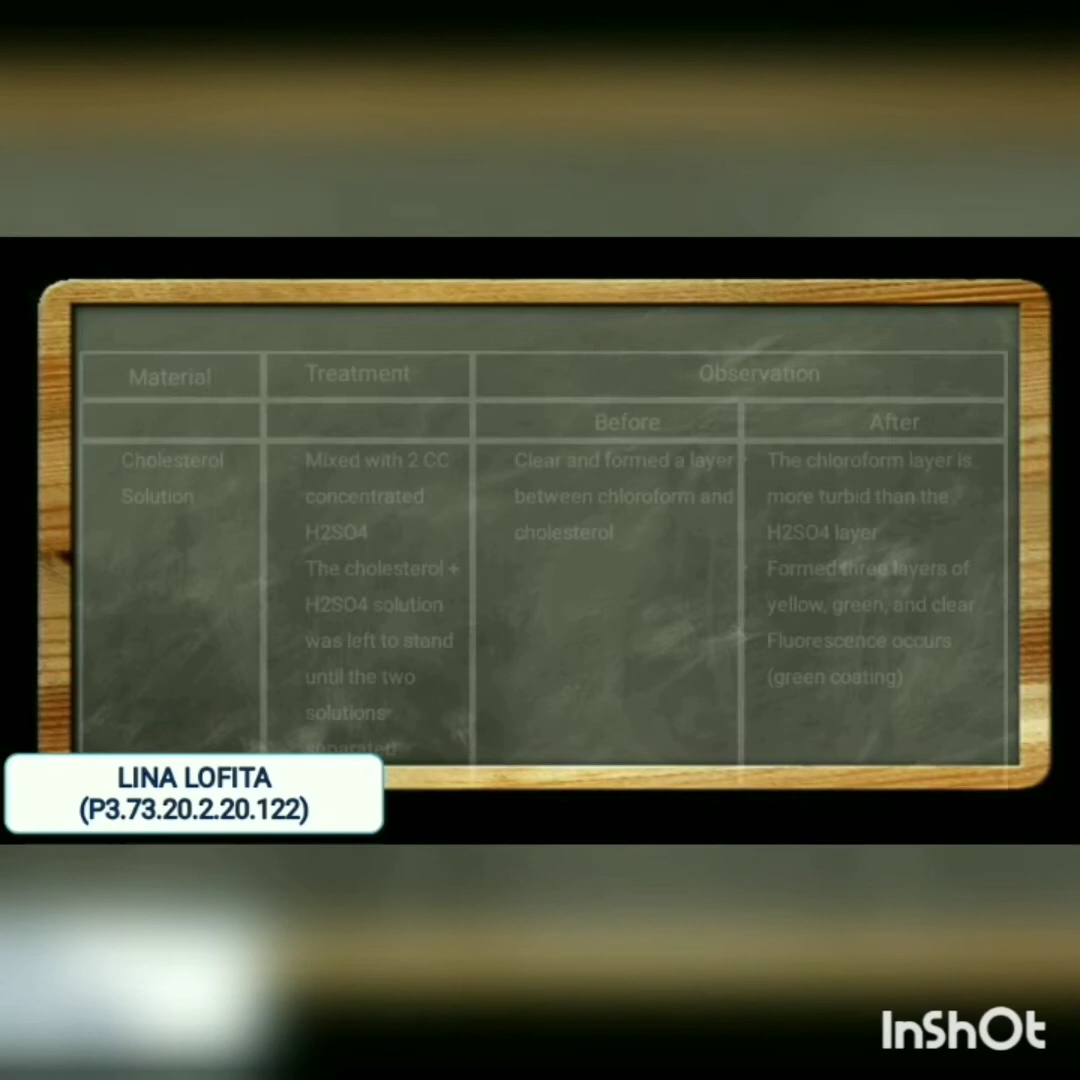 Material Treatment Observation
Before After
Cholesterol
Solution
Mixed with 2 CC
concentrated
H2SO4
The cholesterol +
H2SO4 solution
was left to stand
until the two
solutions
separated
Clear and formed a layer
between chloroform and
cholesterol
The chloroform layer is
more turbid than the
H2SO4 layer
Formed three layers of
yellow, green, and clear
Fluorescence occurs
(green coating)
LINA LOFITA
(P3.73.20.2.20.122)
InShOt